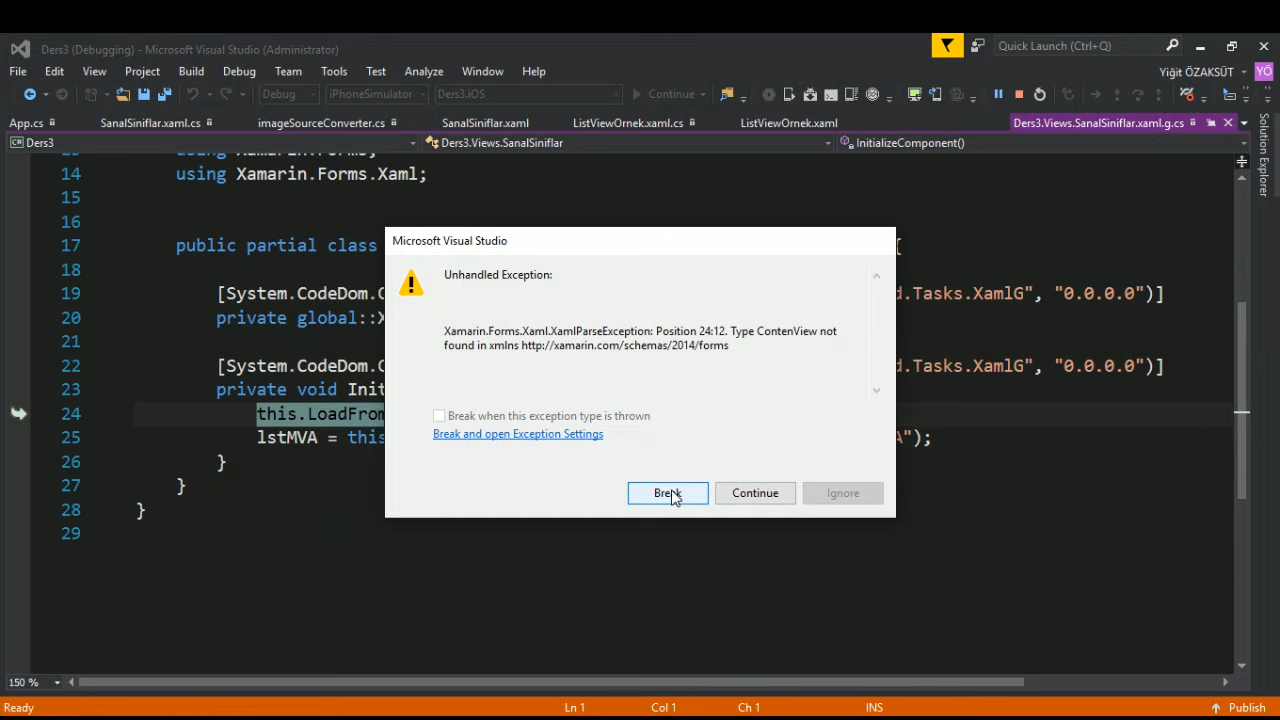 Ders3 (Debugging) - Microsoft Visual Studio (Administrator)
Quick Launch (Ctrl+Q)
File Edit View Project Build Debug Team Tools Test Analyze Window Help
Yiğit ÖZAKSÜT
YÖ
Debug iPhoneSimulator Ders3.iOS Continue
App.cs SanalSiniflar.xaml.cs imageSourceConverter.cs SanalSiniflar.xaml ListViewOrnek.xaml.cs ListViewOrnek.xaml Ders3.Views.SanalSiniflar.xaml.g.cs
Ders3 Ders3.Views.SanalSiniflar InitializeComponent()
Solution Explorer
13 using Xamarin.Forms;
14 using Xamarin.Forms.Xaml;
15
16
17 public partial class {
18
19 [System.CodeDom.C d.Tasks.XamlG", "0.0.0.0")]
20 private global::X
21
22 [System.CodeDom.C d.Tasks.XamlG", "0.0.0.0")]
23 private void Init
24 this.LoadFrom
25 lstMVA = this A");
26 }
27 }
28 }
29
Microsoft Visual Studio
Unhandled Exception:
Xamarin.Forms.Xaml.XamlParseException: Position 24:12. Type ContenView not
found in xmlns http://xamarin.com/schemas/2014/forms
Break when this exception type is thrown
Break and open Exception Settings
Break Continue Ignore
150 %
Ready Ln 1 Col 1 Ch 1 INS Publish